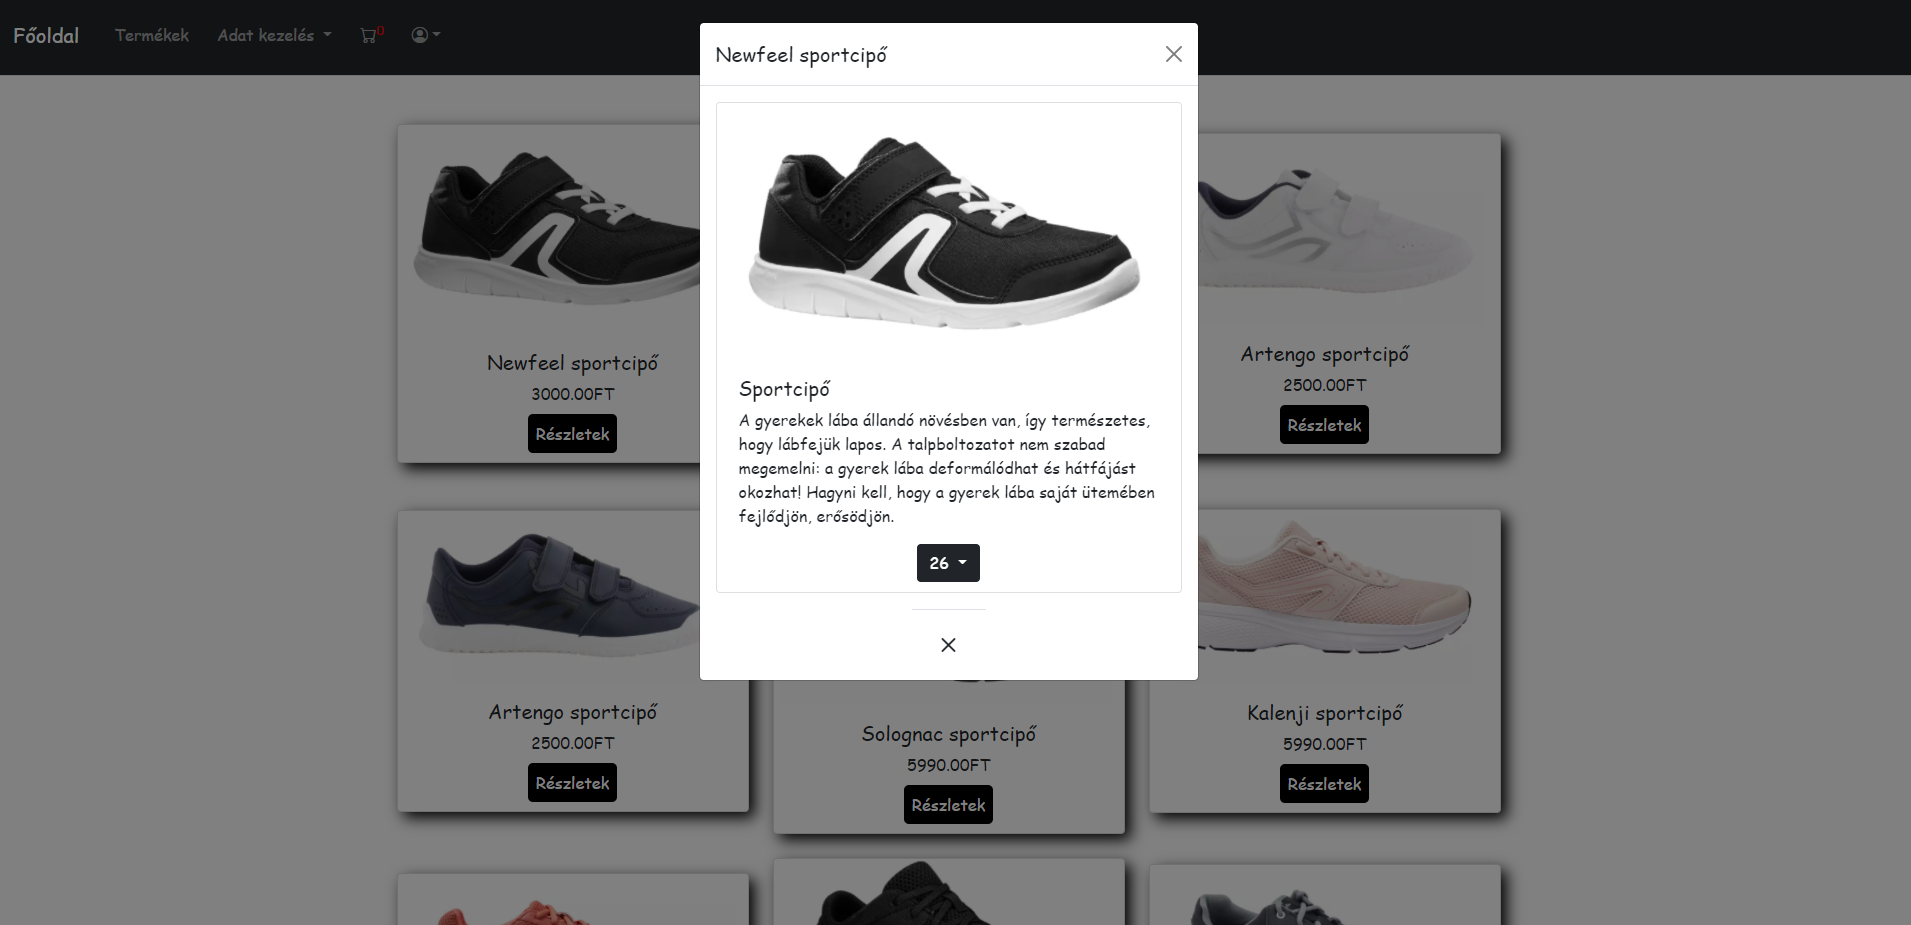 Főoldal
Termékek
Adat kezelés
0
Newfeel sportcipő
Sportcipő
A gyerekek lába állandó növésben van, így természetes,
hogy lábfejük lapos. A talpboltozatot nem szabad
megemelni: a gyerek lába deformálódhat és hátfájást
okozhat! Hagyni kell, hogy a gyerek lába saját ütemében
fejlődjön, erősödjön.
26
Newfeel sportcipő
3000.00FT
Részletek
Artengo sportcipő
2500.00FT
Részletek
Artengo sportcipő
2500.00FT
Részletek
Solognac sportcipő
5990.00FT
Részletek
Kalenji sportcipő
5990.00FT
Részletek